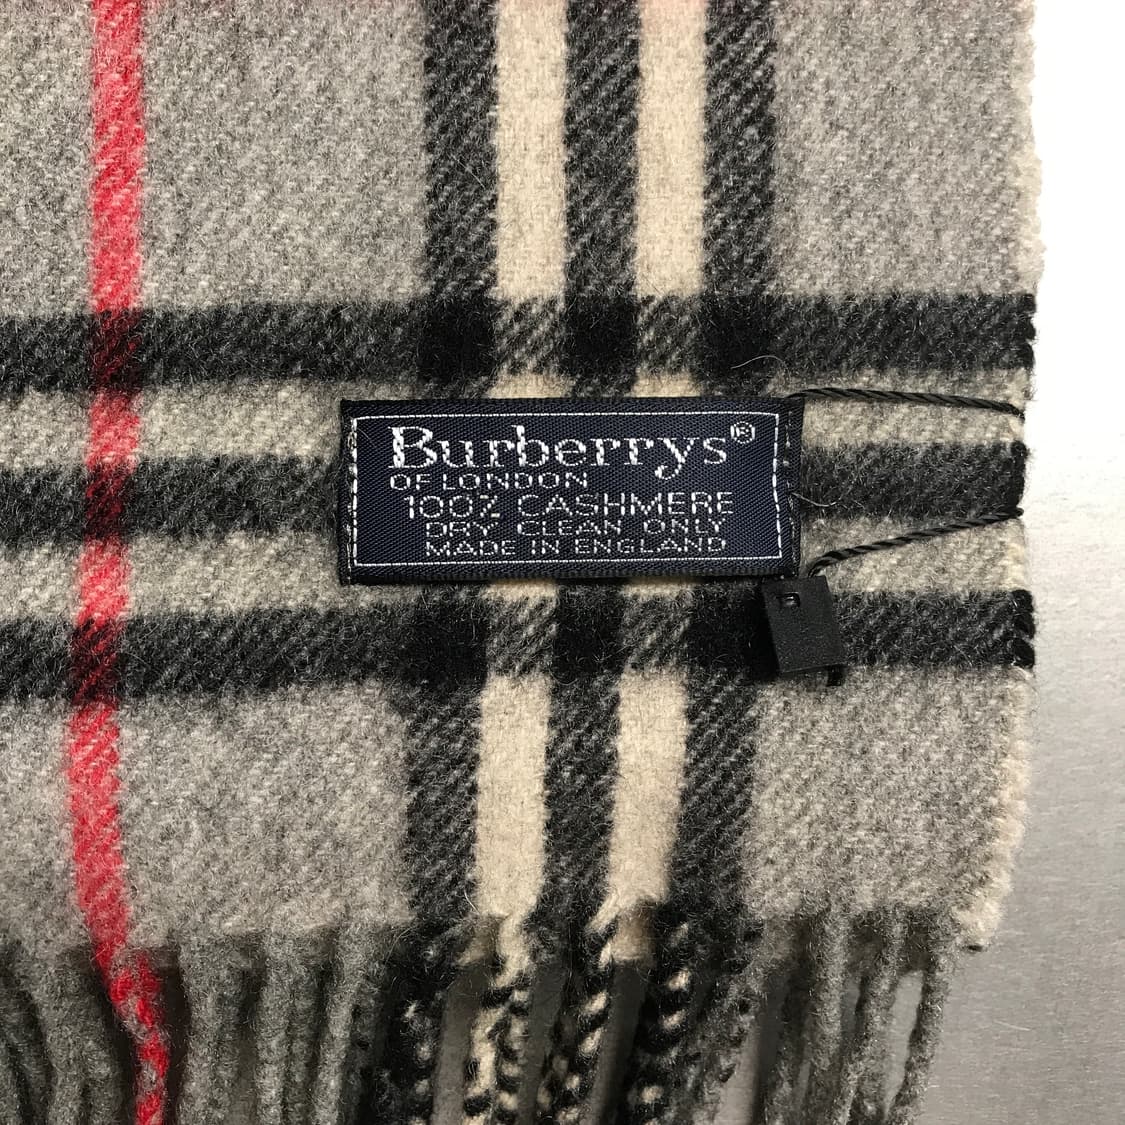 Burberrys®
OF LONDON
100% CASHMERE
DRY CLEAN ONLY
MADE IN ENGLAND